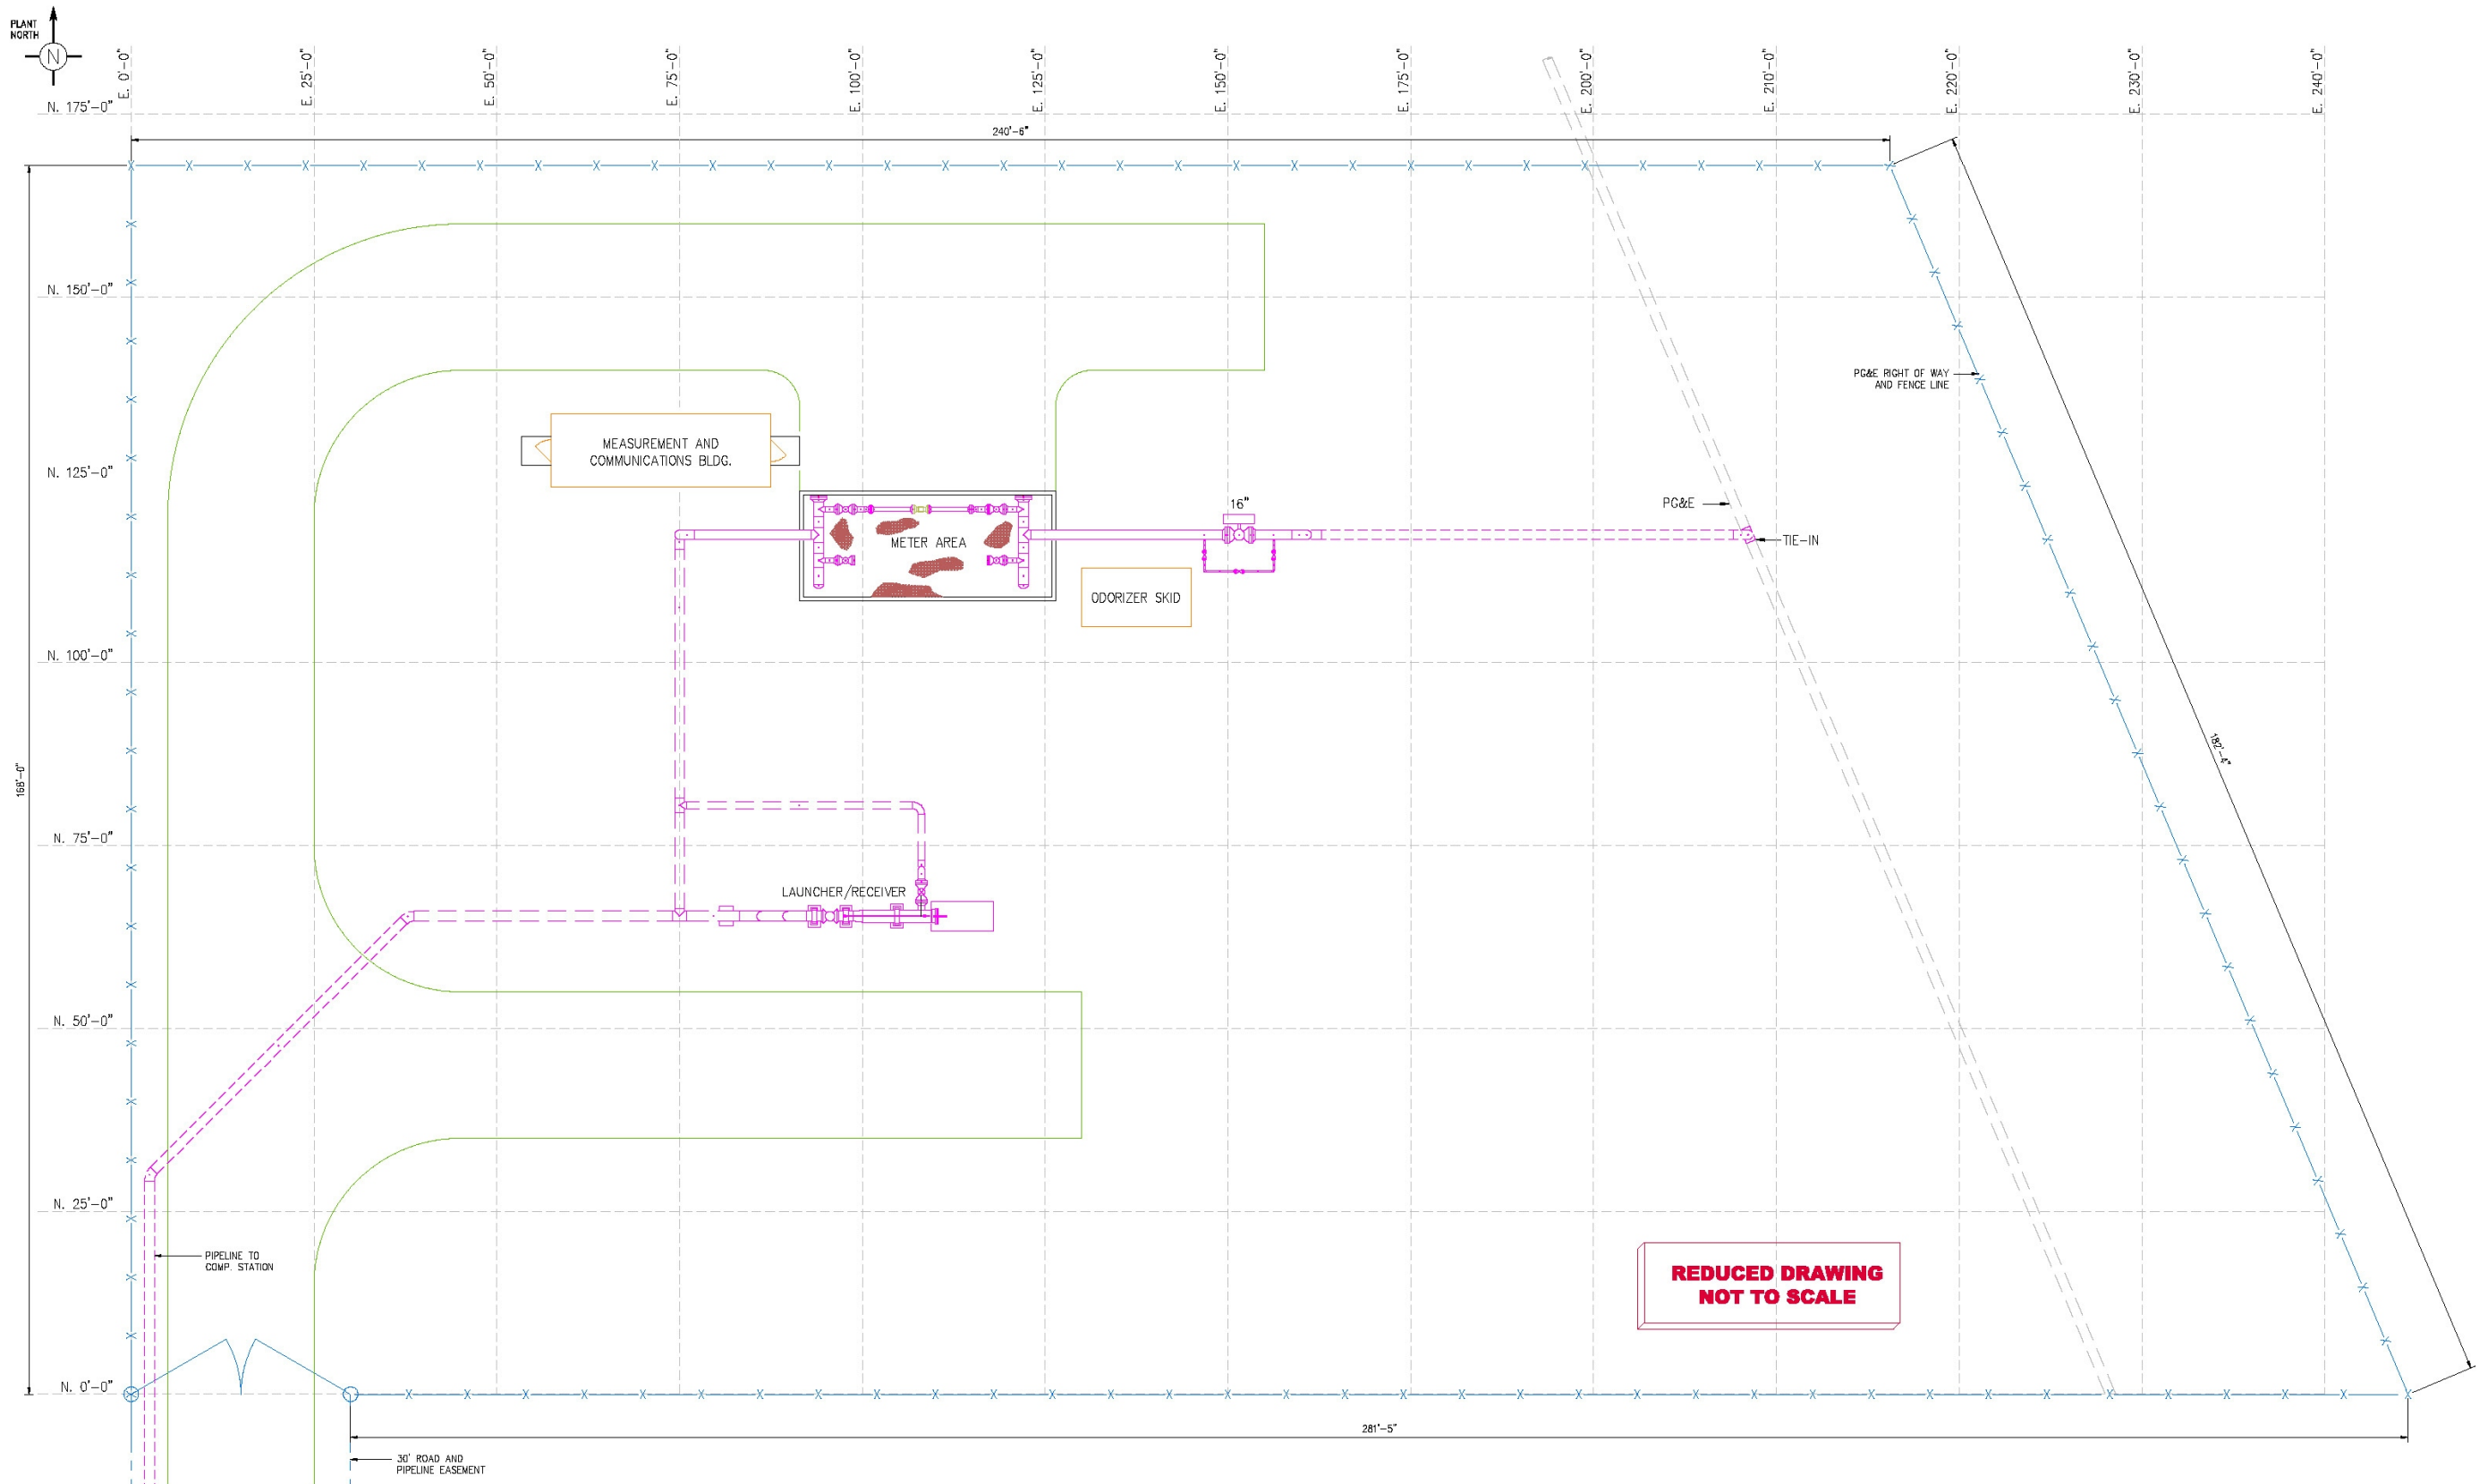 PLANT
NORTH
N
E. 0'-0"
E. 25'-0"
E. 50'-0"
E. 75'-0"
E. 100'-0"
E. 125'-0"
E. 150'-0"
E. 175'-0"
E. 200'-0"
E. 210'-0"
E. 220'-0"
E. 230'-0"
E. 240'-0"
N. 175'-0"
240'-6"
N. 150'-0"
PG&E RIGHT OF WAY
AND FENCE LINE
MEASUREMENT AND
COMMUNICATIONS BLDG.
N. 125'-0"
16"
PG&E
METER AREA
TIE-IN
ODORIZER SKID
N. 100'-0"
182'-4"
168'-0"
N. 75'-0"
LAUNCHER/RECEIVER
N. 50'-0"
N. 25'-0"
PIPELINE TO
COMP. STATION
REDUCED DRAWING
NOT TO SCALE
N. 0'-0"
281'-5"
30' ROAD AND
PIPELINE EASEMENT